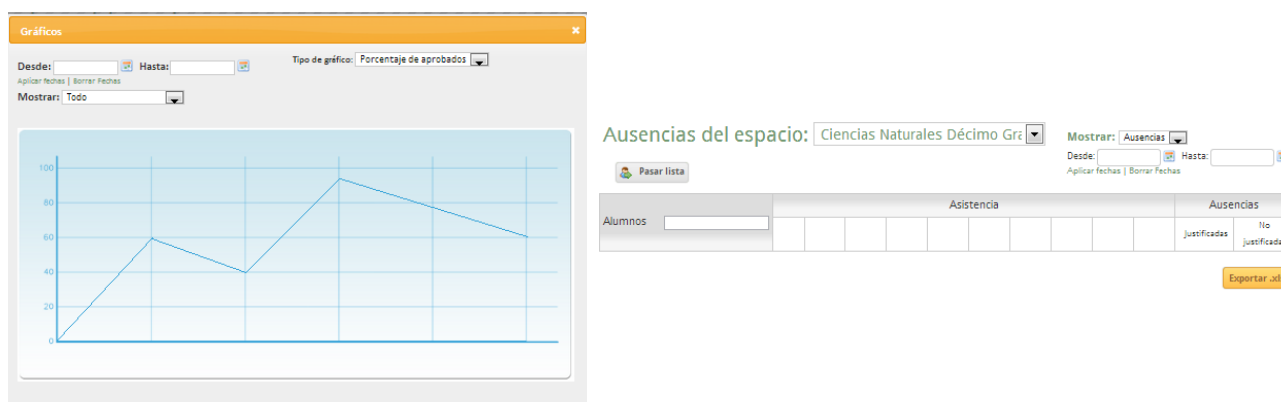 Gráficos
Desde: Hasta: Tipo de gráfico: Porcentaje de aprobados
Aplicar fechas | Borrar Fechas
Mostrar: Todo
100
80
60
40
20
0
Ausencias del espacio: Ciencias Naturales Décimo Gra
Mostrar: Ausencias
Desde: Hasta:
Aplicar fechas | Borrar Fechas
Pasar lista
Alumnos
Asistencia
Ausencias
Justificadas
No
justificada
Exportar .xl